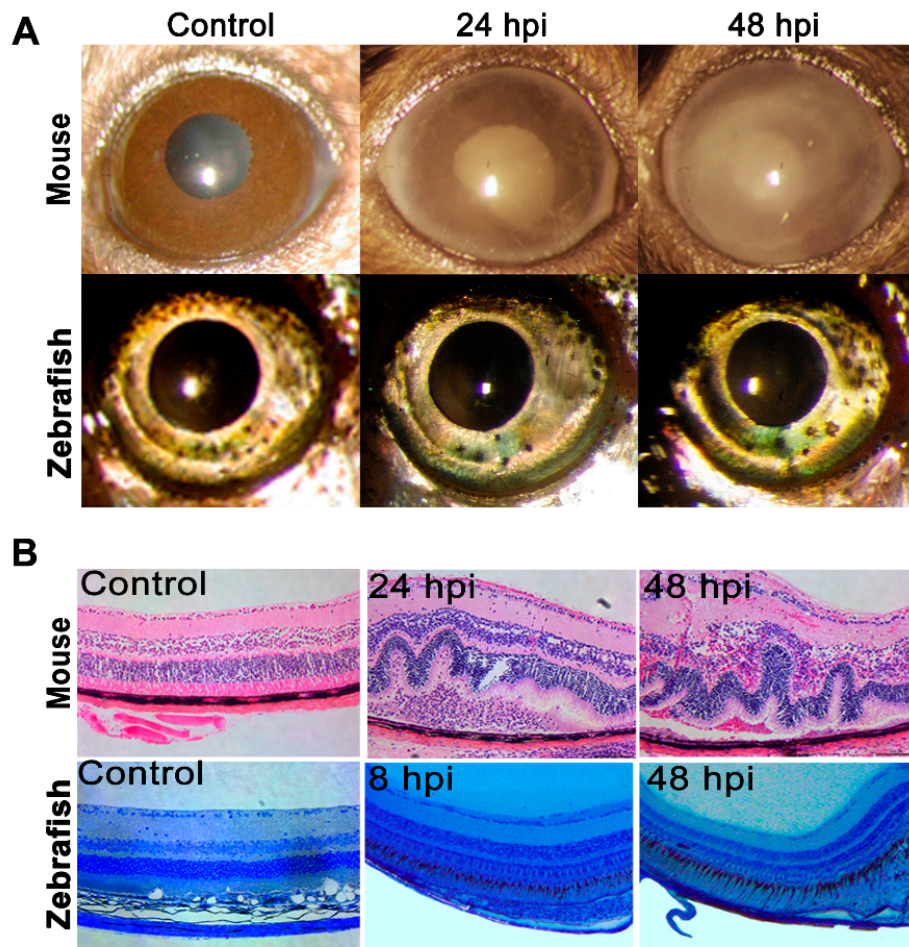 A
Control 24 hpi 48 hpi
Mouse
Zebrafish
B
Control 24 hpi 48 hpi
Mouse
Control 8 hpi 48 hpi
Zebrafish